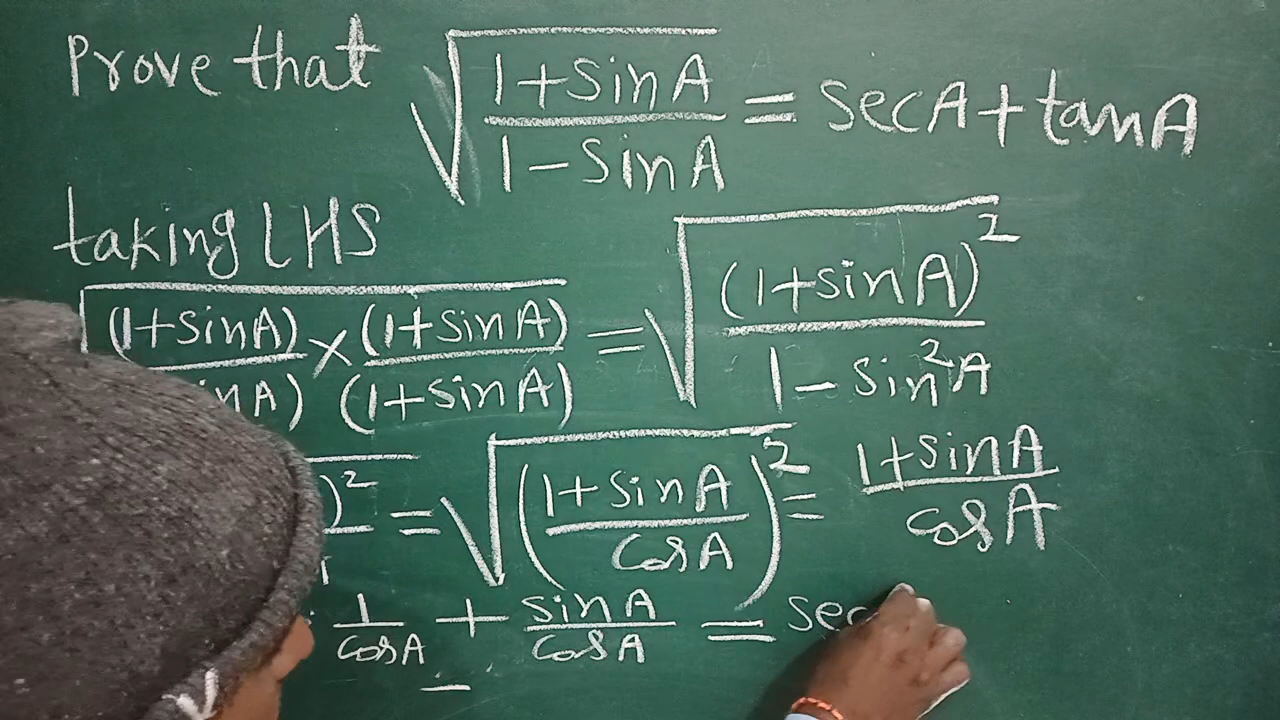 Prove that √((1+sinA)/(1-sinA)) = secA+tanA
taking LHS
√((1+sinA)/ inA) × (1+sinA)/(1+sinA)) = √((1+sinA)²/(1-sin²A))
)² = √((1+sinA)/cosA)² = (1+sinA)/cosA
1/cosA + sinA/cosA = sec